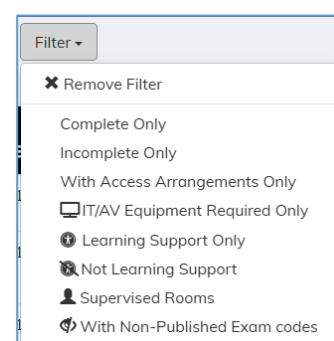 Filter
Remove Filter
Complete Only
Incomplete Only
With Access Arrangements Only
IT/AV Equipment Required Only
Learning Support Only
Not Learning Support
Supervised Rooms
With Non-Published Exam codes